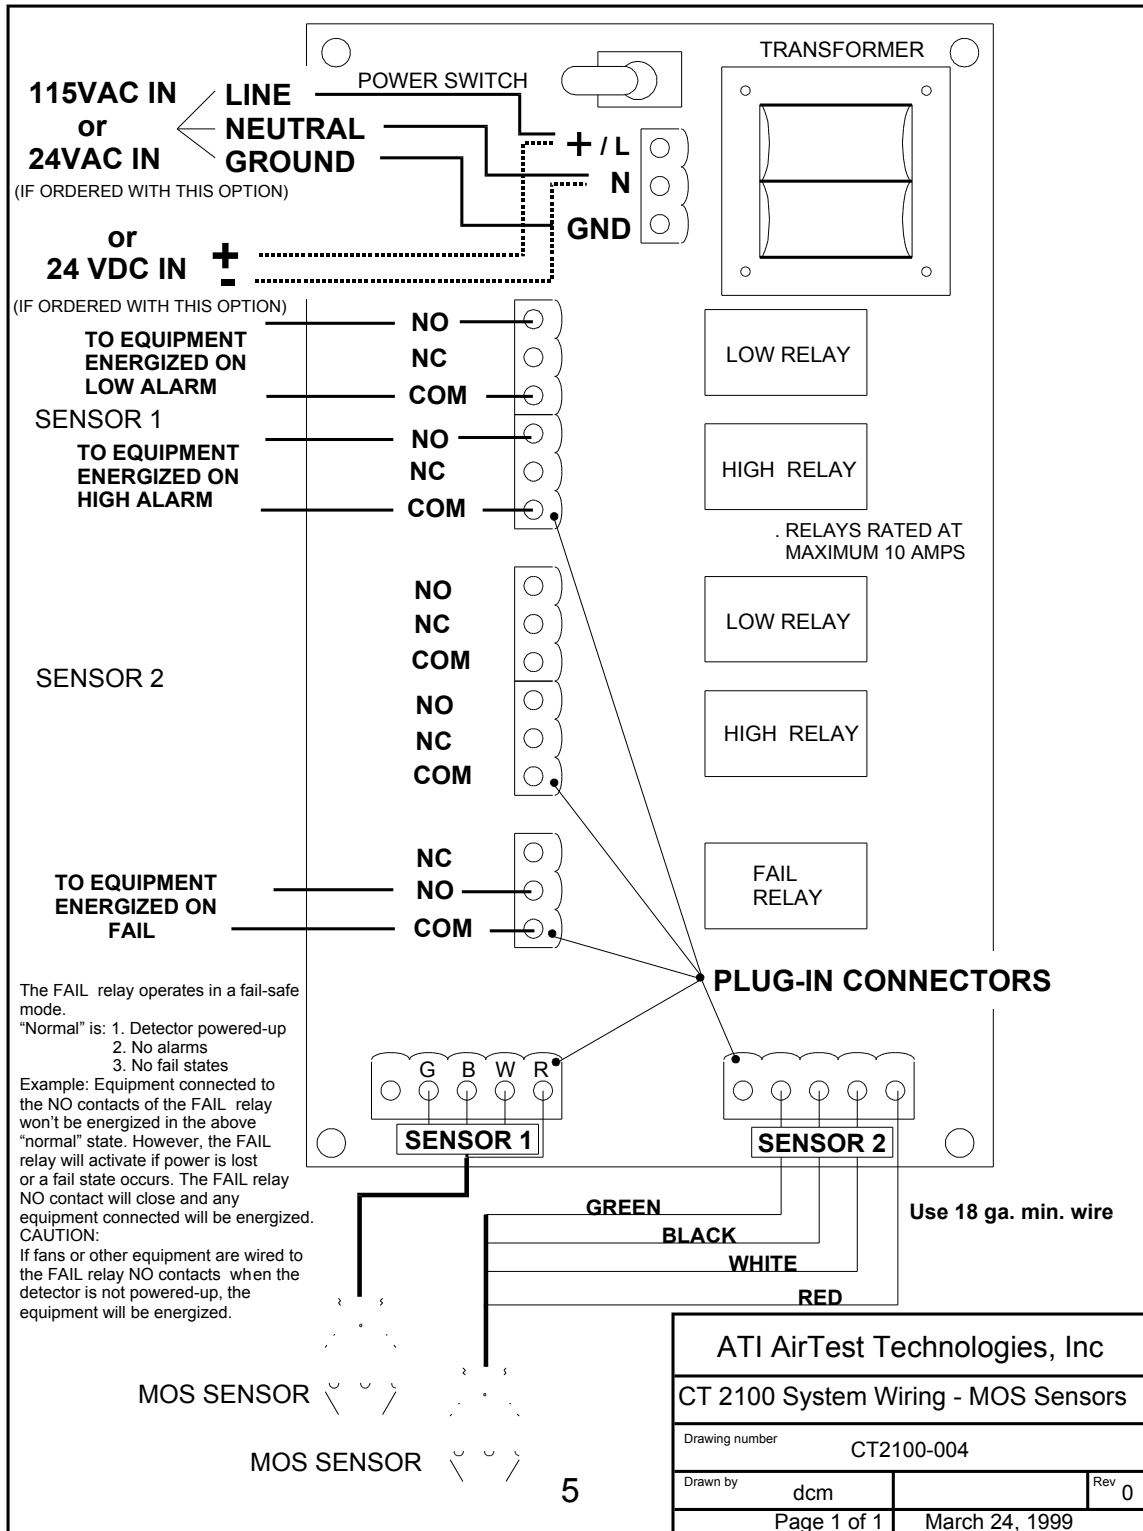 TRANSFORMER
POWER SWITCH
115VAC IN
or
24VAC IN
(IF ORDERED WITH THIS OPTION)
LINE
NEUTRAL
GROUND
+ / L
N
GND
or
24 VDC IN
+
-
(IF ORDERED WITH THIS OPTION)
TO EQUIPMENT
ENERGIZED ON
LOW ALARM
NO
NC
COM
LOW RELAY
SENSOR 1
TO EQUIPMENT
ENERGIZED ON
HIGH ALARM
NO
NC
COM
HIGH RELAY
. RELAYS RATED AT
MAXIMUM 10 AMPS
SENSOR 2
NO
NC
COM
LOW RELAY
NO
NC
COM
HIGH RELAY
TO EQUIPMENT
ENERGIZED ON
FAIL
NC
NO
COM
FAIL
RELAY
PLUG-IN CONNECTORS
The FAIL relay operates in a fail-safe
mode.
“Normal” is: 1. Detector powered-up
2. No alarms
3. No fail states
Example: Equipment connected to
the NO contacts of the FAIL relay
won't be energized in the above
“normal” state. However, the FAIL
relay will activate if power is lost
or a fail state occurs. The FAIL relay
NO contact will close and any
equipment connected will be energized.
CAUTION:
If fans or other equipment are wired to
the FAIL relay NO contacts when the
detector is not powered-up, the
equipment will be energized.
G B W R
SENSOR 1
SENSOR 2
GREEN
BLACK
WHITE
RED
Use 18 ga. min. wire
MOS SENSOR
MOS SENSOR
5
ATI AirTest Technologies, Inc
CT 2100 System Wiring - MOS Sensors
Drawing number CT2100-004
Drawn by dcm
Rev 0
Page 1 of 1
March 24, 1999